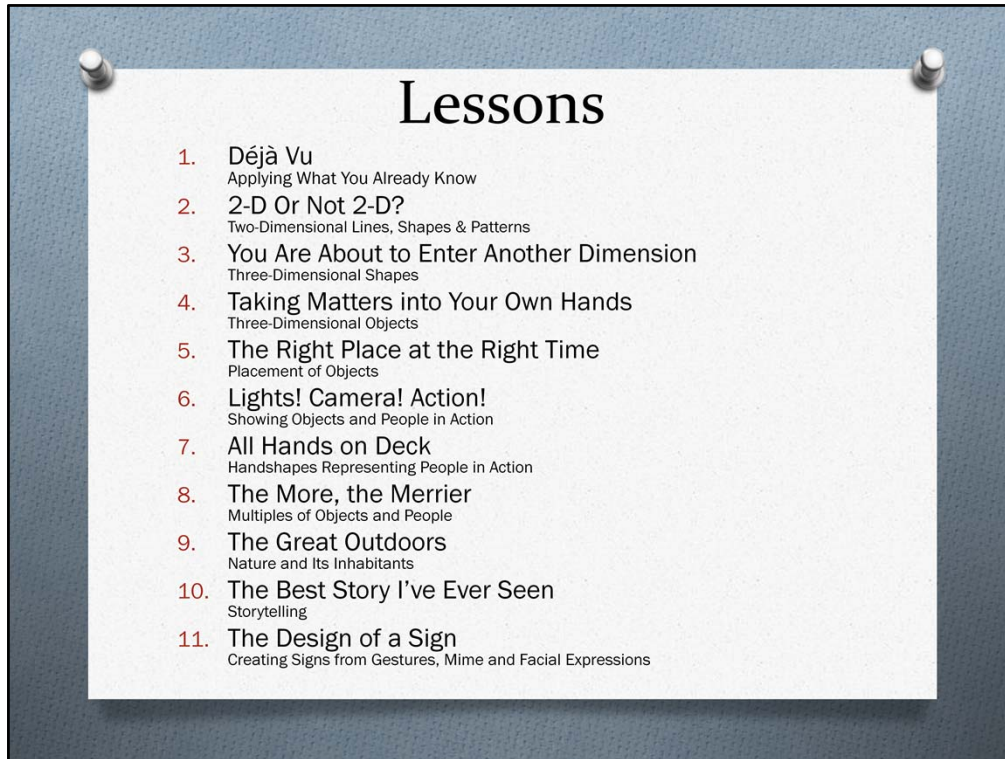 Lessons
1. Déjà Vu
Applying What You Already Know
2. 2-D Or Not 2-D?
Two-Dimensional Lines, Shapes & Patterns
3. You Are About to Enter Another Dimension
Three-Dimensional Shapes
4. Taking Matters into Your Own Hands
Three-Dimensional Objects
5. The Right Place at the Right Time
Placement of Objects
6. Lights! Camera! Action!
Showing Objects and People in Action
7. All Hands on Deck
Handshapes Representing People in Action
8. The More, the Merrier
Multiples of Objects and People
9. The Great Outdoors
Nature and Its Inhabitants
10. The Best Story I’ve Ever Seen
Storytelling
11. The Design of a Sign
Creating Signs from Gestures, Mime and Facial Expressions